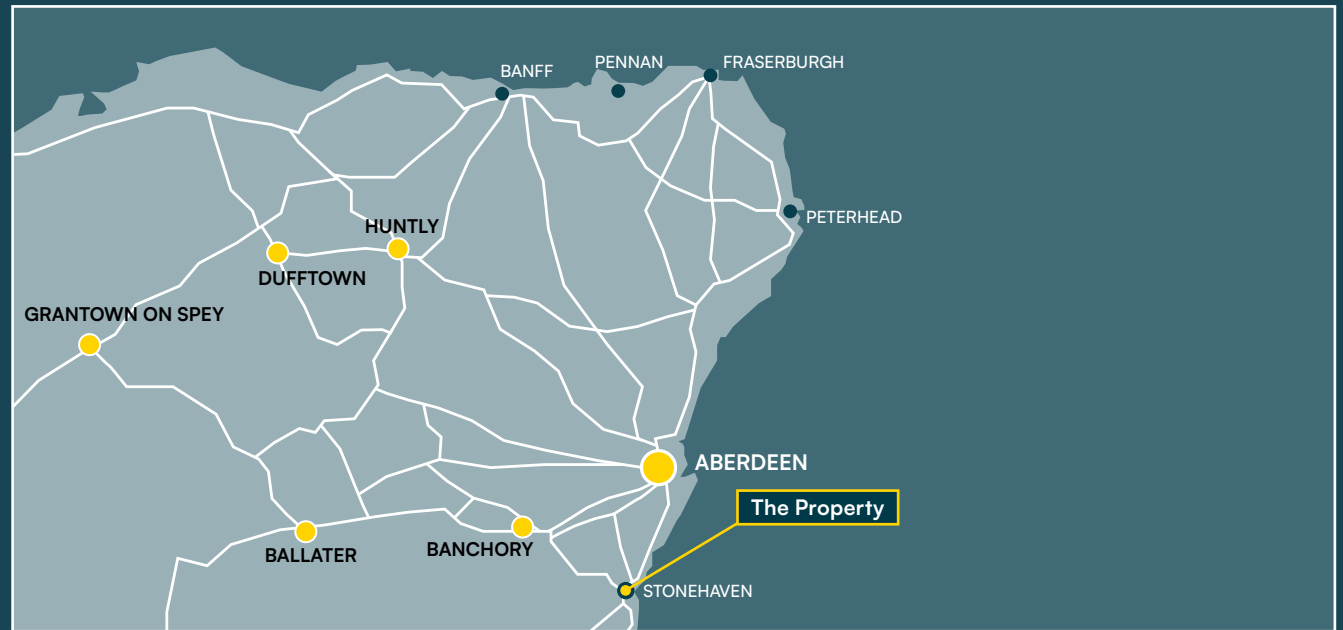 BANFF
PENNAN
FRASERBURGH
PETERHEAD
HUNTLY
DUFFTOWN
GRANTOWN ON SPEY
ABERDEEN
The Property
BALLATER
BANCHORY
STONEHAVEN